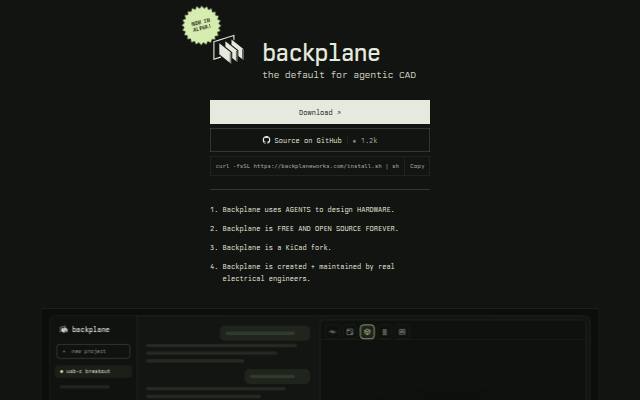 NOW IN
ALPHA!
backplane
the default for agentic CAD
Download >
Source on GitHub | ★ 1.2k
curl -fsSL https://backplaneworks.com/install.sh | sh Copy
1. Backplane uses AGENTS to design HARDWARE.
2. Backplane is FREE AND OPEN SOURCE FOREVER.
3. Backplane is a KiCad fork.
4. Backplane is created + maintained by real
electrical engineers.
backplane
+ new project
usb-c breakout